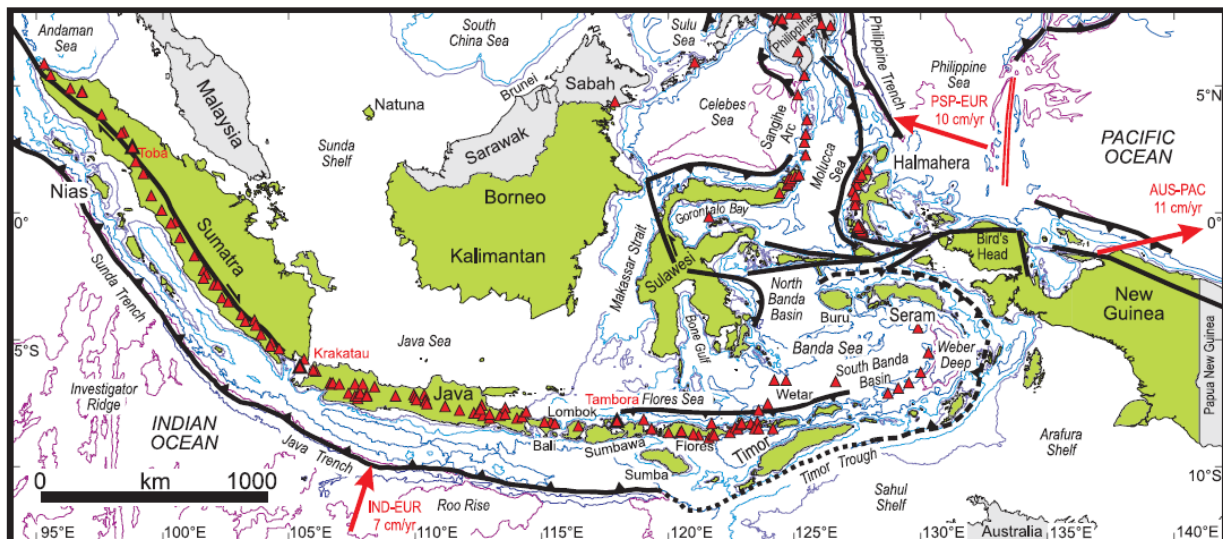 Andaman
Sea
South
China Sea
Sulu
Sea
Philippines
Philippine Trench
Philippine
Sea
Malaysia
Natuna
Brunei
Sabah
Celebes
Sea
Sangihe
Arc
PSP-EUR
10 cm/yr
5°N
PACIFIC
OCEAN
Toba
Sunda
Shelf
Sarawak
Molucca
Sea
Halmahera
AUS-PAC
11 cm/yr
Nias
Borneo
Gorontalo Bay
0°
0°
Sumatra
Kalimantan
Makassar Strait
Sulawesi
Bird's
Head
Sunda Trench
North
Banda
Basin
New
Guinea
Buru
Seram
Bone Gulf
Papua New Guinea
5°S
Java Sea
Banda Sea
Weber
Deep
Krakatau
South Banda
Basin
Investigator
Ridge
Java
Tambora
Flores Sea
Wetar
Lombok
INDIAN
OCEAN
Java Trench
Bali
Sumbawa
Flores
Timor
Timor Trough
Arafura
Shelf
Sumba
10°S
0
km
1000
IND-EUR
7 cm/yr
Roo Rise
Sahul
Shelf
Australia
95°E
100°E
105°E
110°E
115°E
120°E
125°E
130°E
135°E
140°E